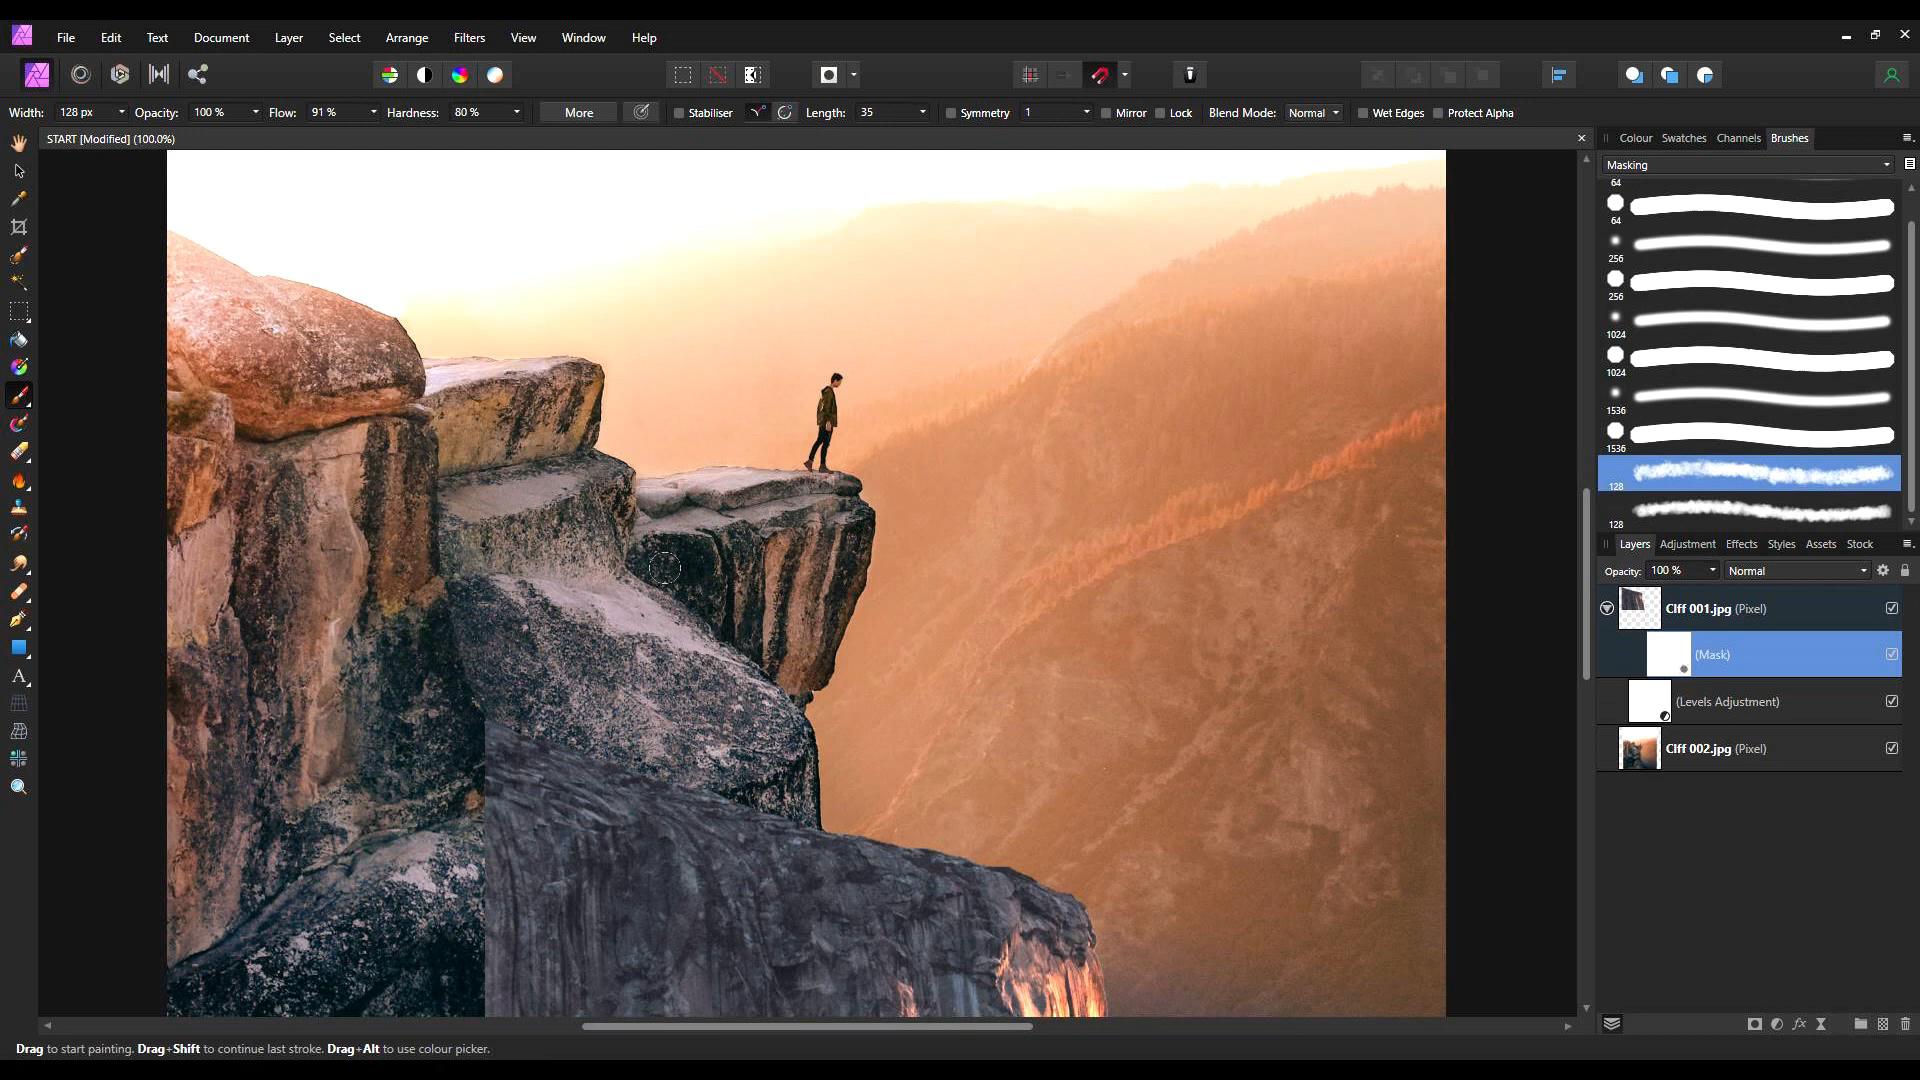 File Edit Text Document Layer Select Arrange Filters View Window Help
Width: 128 px Opacity: 100 % Flow: 91 % Hardness: 80 % More Stabiliser Length: 35 Symmetry 1 Mirror Lock Blend Mode: Normal Wet Edges Protect Alpha
START [Modified] (100.0%)
Colour Swatches Channels Brushes
Masking
64
64
256
256
1024
1024
1536
1536
128
128
Layers Adjustment Effects Styles Assets Stock
Opacity: 100 % Normal
Clff 001.jpg (Pixel)
(Mask)
(Levels Adjustment)
Clff 002.jpg (Pixel)
Drag to start painting. Drag+Shift to continue last stroke. Drag+Alt to use colour picker.